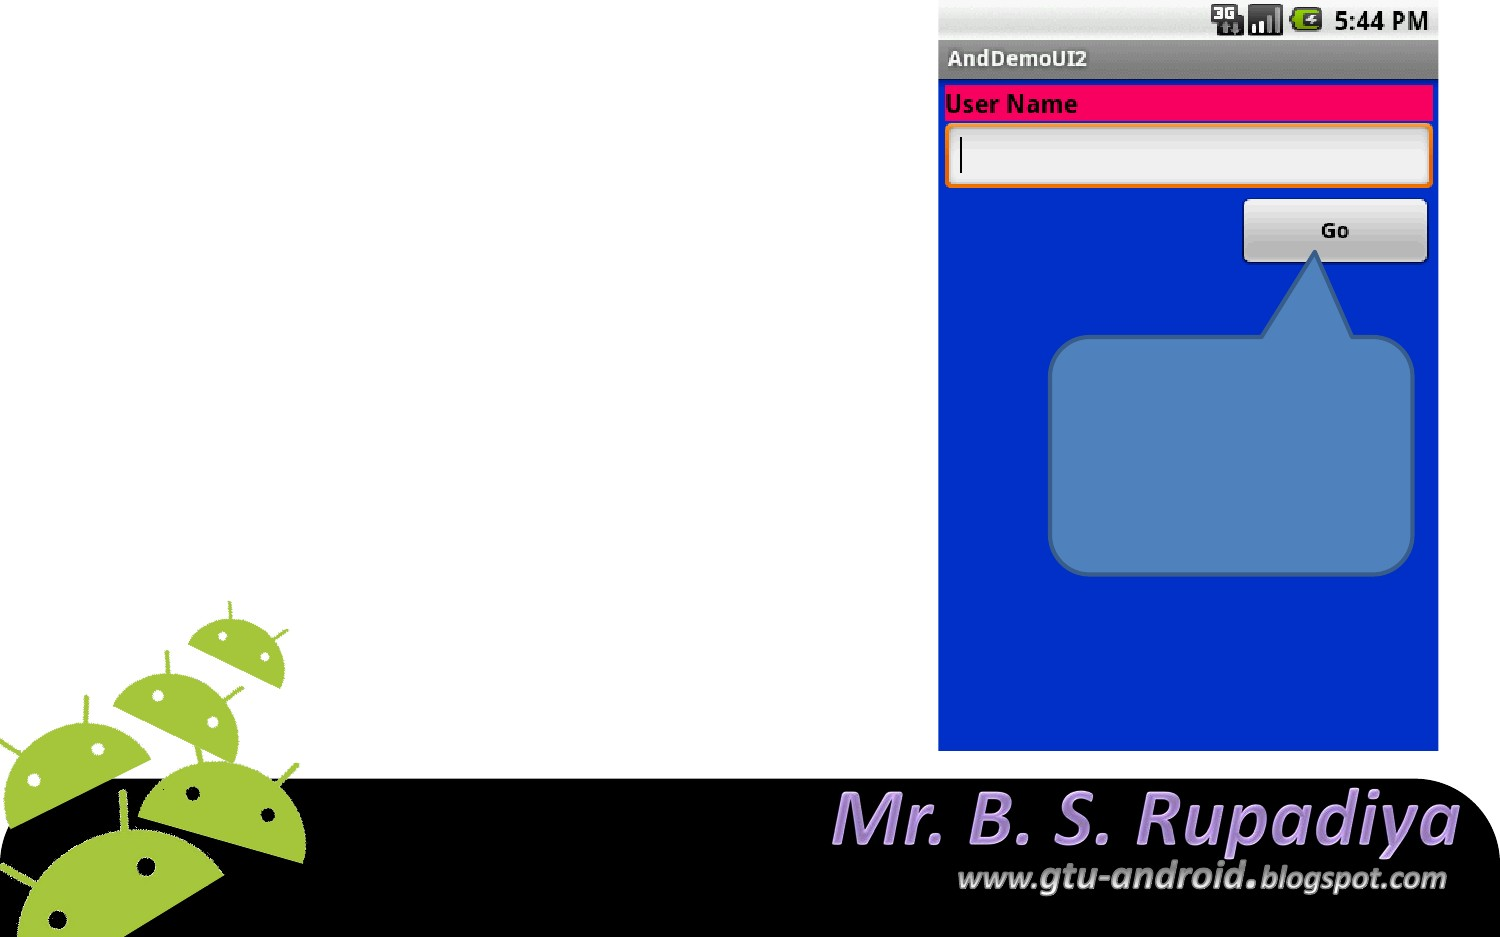 3G 5:44 PM
AndDemoUI2
User Name
Go
Mr. B. S. Rupadiya
www.gtu-android.blogspot.com